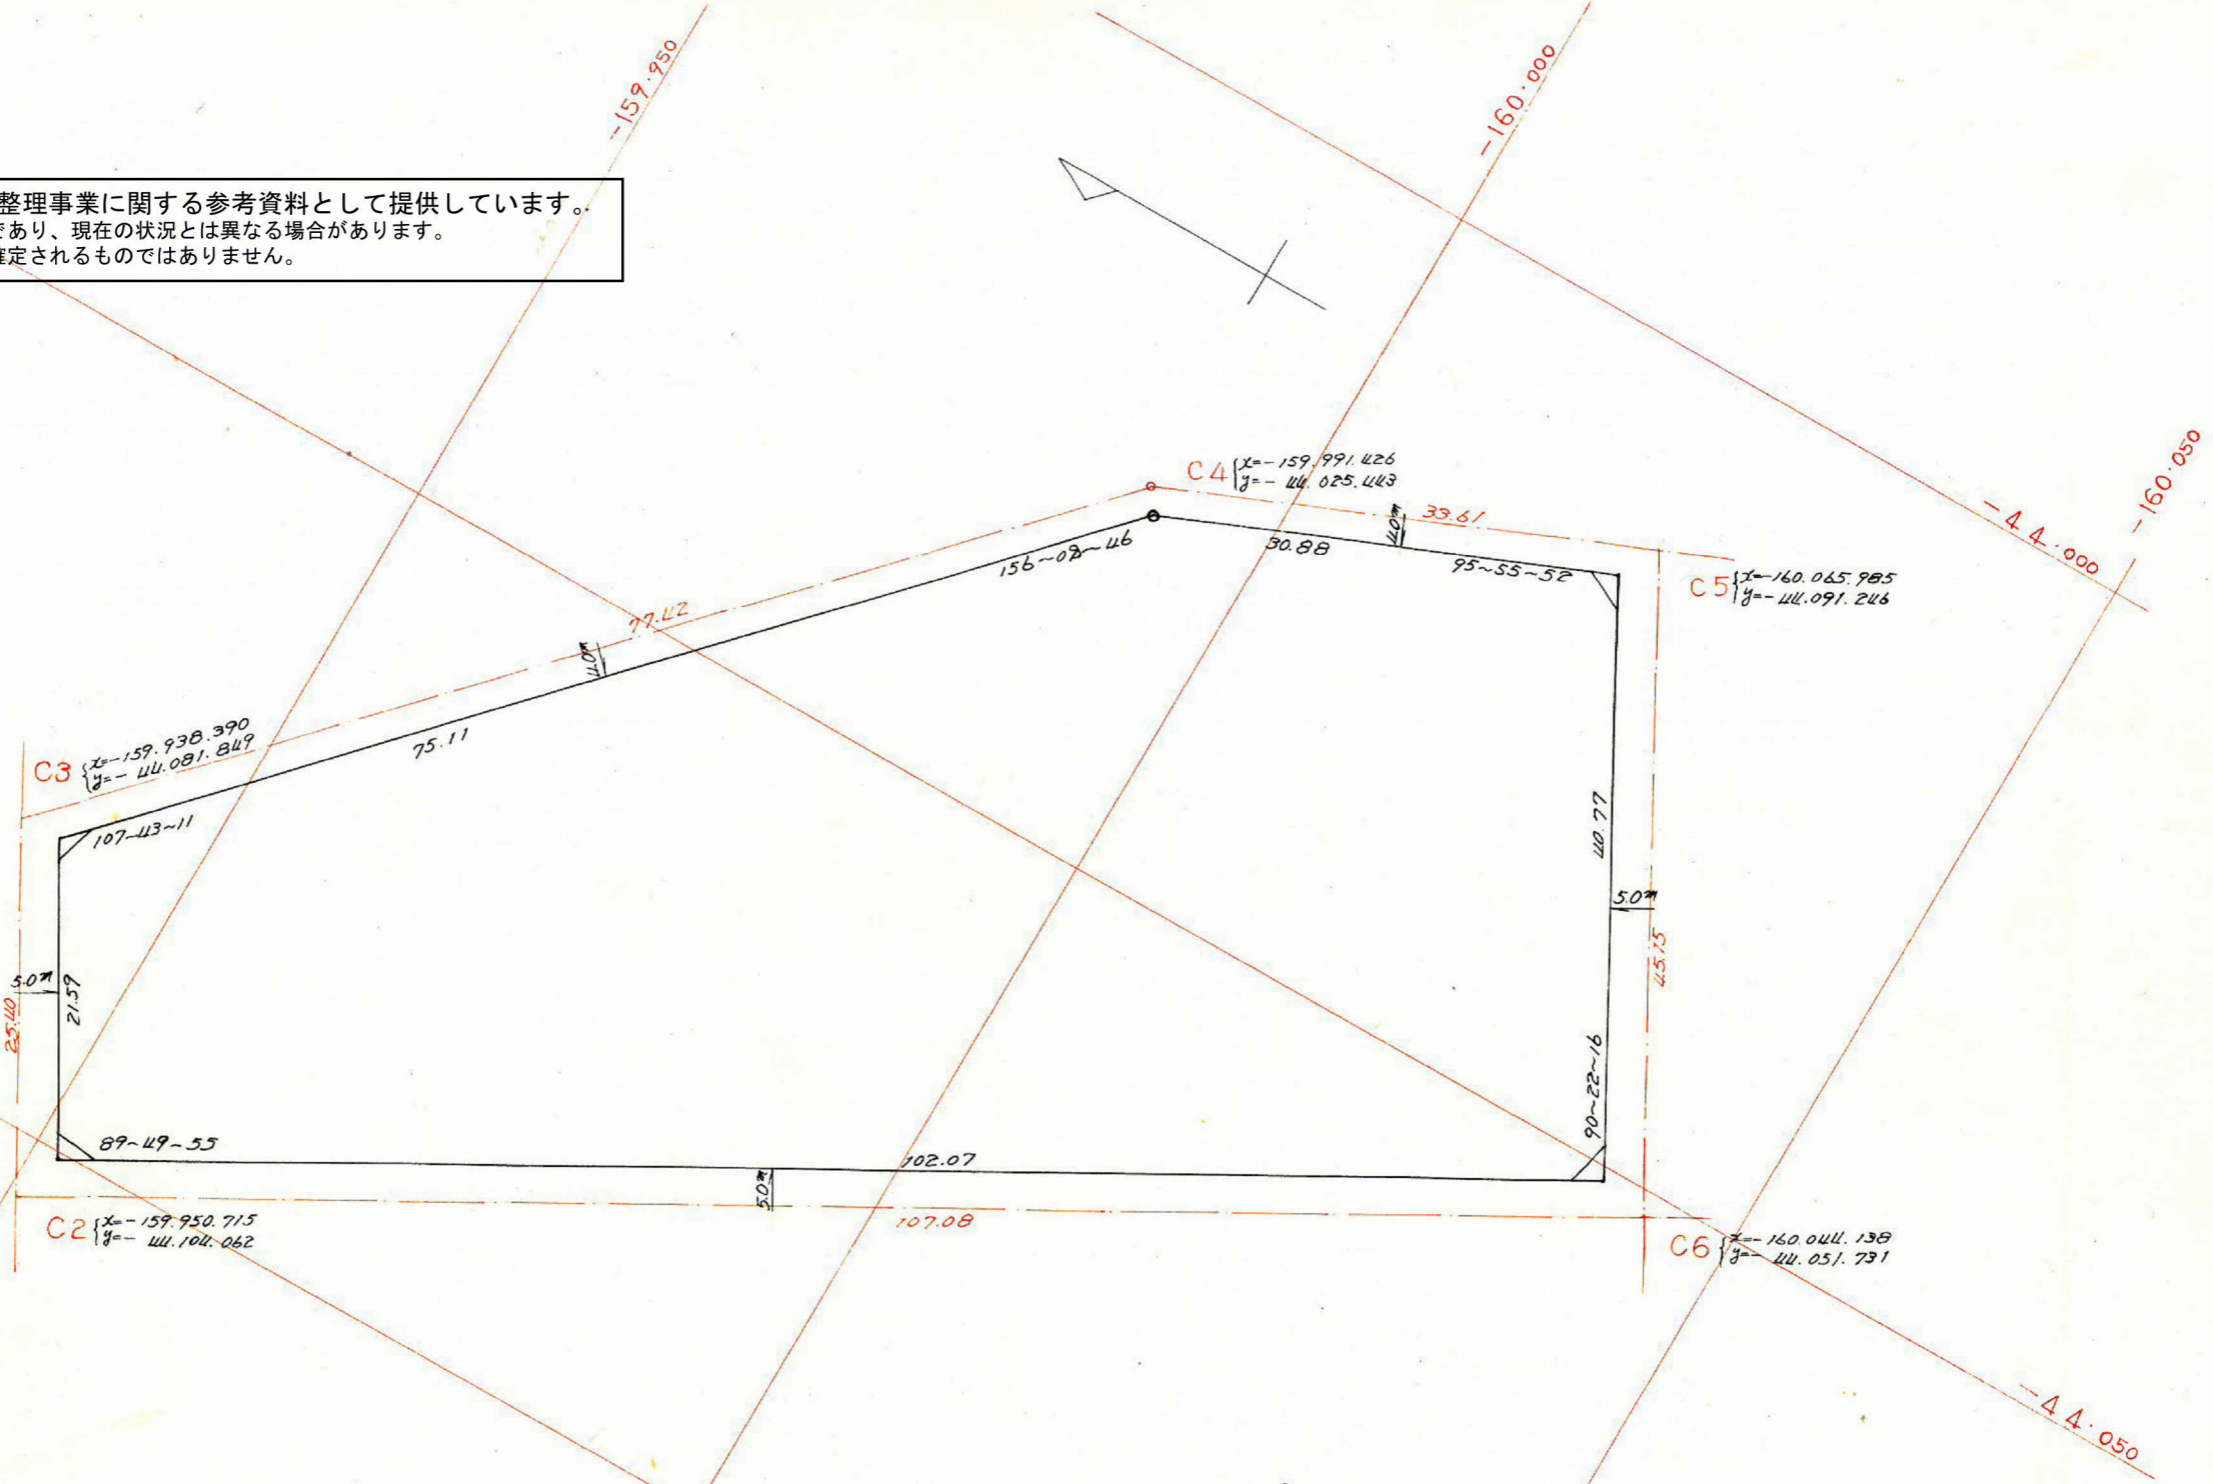 -159.950
-160.000
整理事業に関する参考資料として提供しています。
であり、現在の状況とは異なる場合があります。
確定されるものではありません。
C4 x=-159.991.426
y=- 44.025.443
33.61
4.0m
-44.000
-160.050
156~08~46
30.88
95~55~52
C5 x=-160.065.985
y=-44.091.246
77.42
4.0m
75.11
C3 x=-159.938.390
y=- 44.081.849
107~43~11
40.77
5.0m
45.15
5.0m
21.59
25.40
90~22~16
89~49~55
102.07
5.0m
107.08
C2 x=-159.950.715
y=- 44.104.062
C6 x=-160.044.138
y=- 44.051.731
-44.050